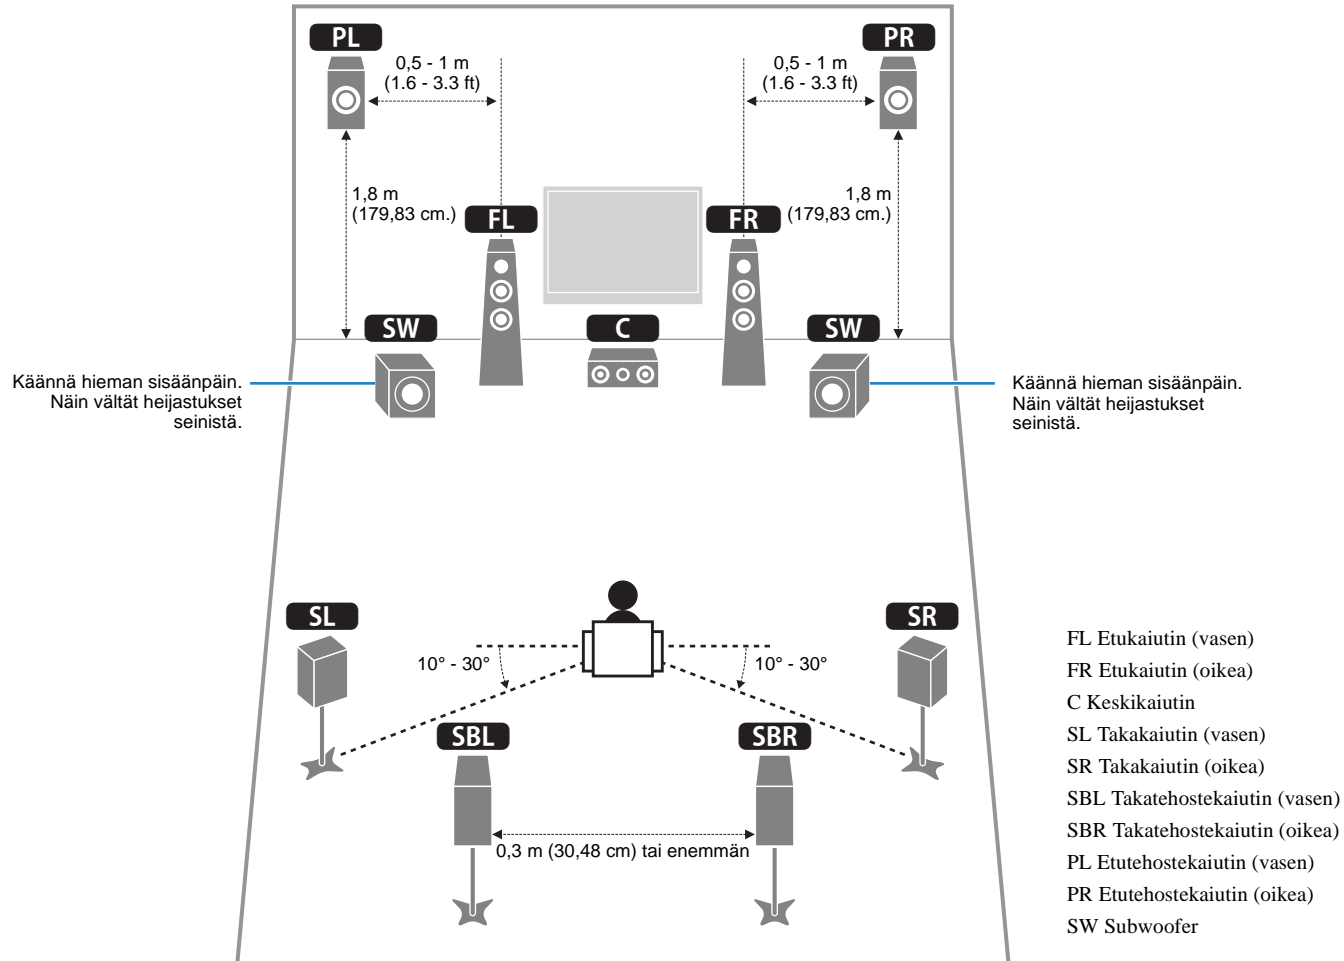 PL
PR
0,5 - 1 m
(1.6 - 3.3 ft)
0,5 - 1 m
(1.6 - 3.3 ft)
1,8 m
(179,83 cm.)
1,8 m
(179,83 cm.)
FL
FR
SW
C
SW
Käännä hieman sisäänpäin.
Näin vältät heijastukset
seinistä.
Käännä hieman sisäänpäin.
Näin vältät heijastukset
seinistä.
SL
SR
10° - 30°
10° - 30°
SBL
SBR
0,3 m (30,48 cm) tai enemmän
FL Etukaiutin (vasen)
FR Etukaiutin (oikea)
C Keskikaiutin
SL Takakaiutin (vasen)
SR Takakaiutin (oikea)
SBL Takatehostekaiutin (vasen)
SBR Takatehostekaiutin (oikea)
PL Etutehostekaiutin (vasen)
PR Etutehostekaiutin (oikea)
SW Subwoofer